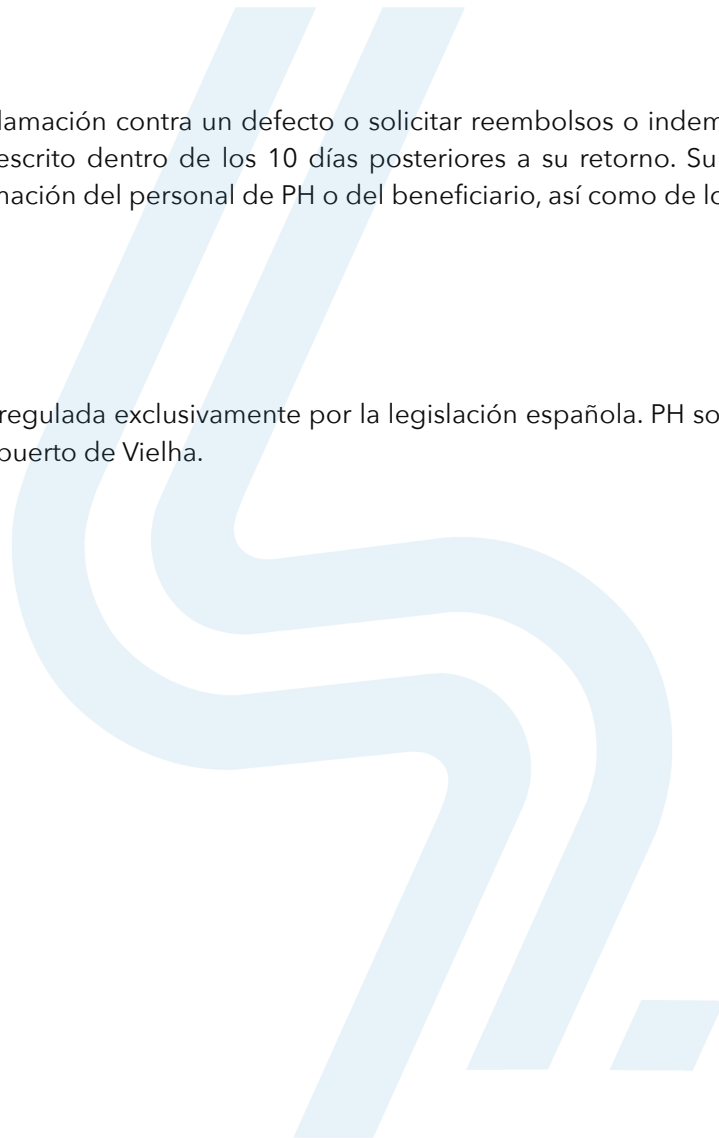 lamación contra un defecto o solicitar reembolsos o indem
escrito dentro de los 10 días posteriores a su retorno. Su
mación del personal de PH o del beneficiario, así como de lo
regulada exclusivamente por la legislación española. PH so
puerto de Vielha.